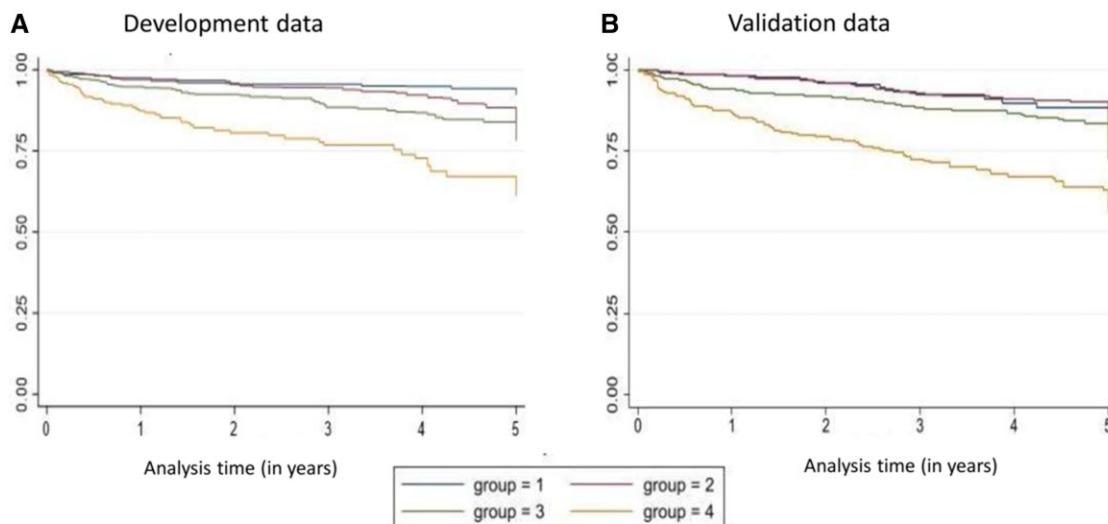 A Development data
B Validation data
1.00
0.75
0.50
0.25
0.00
0 1 2 3 4 5
Analysis time (in years)
1.00
0.75
0.50
0.25
0.00
0 1 2 3 4 5
Analysis time (in years)
group = 1 group = 2
group = 3 group = 4